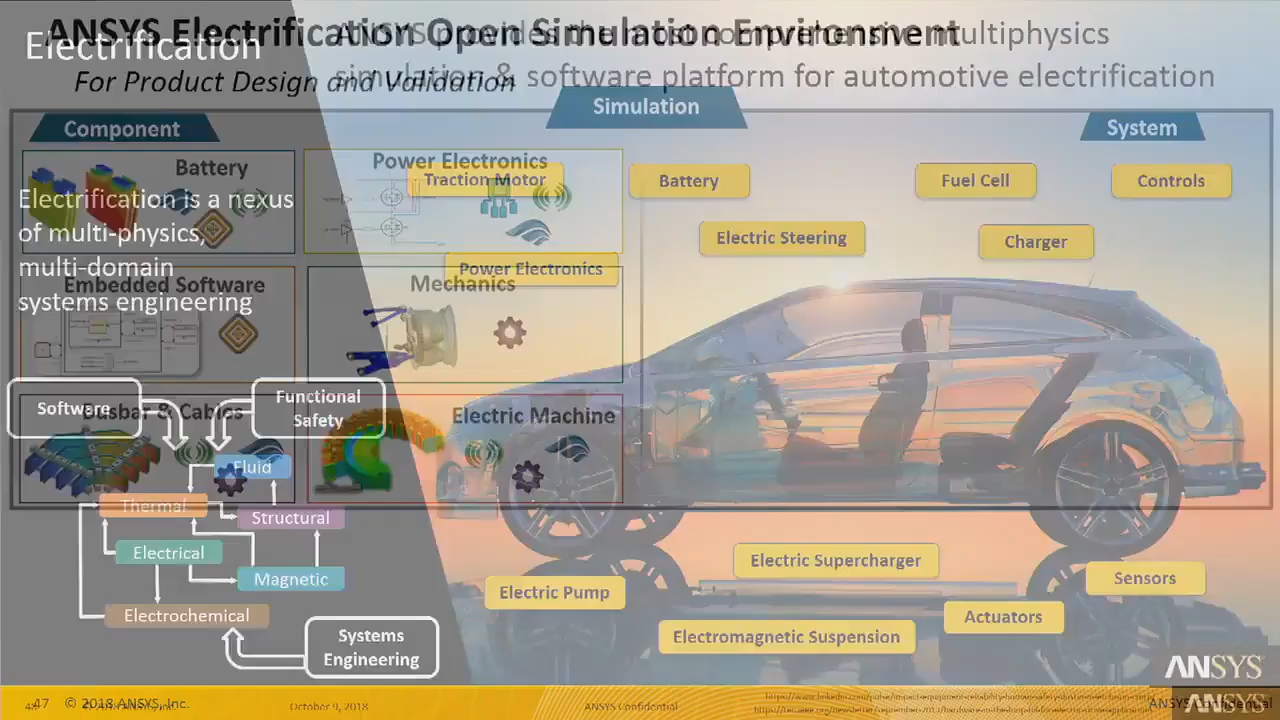 ANSYS Electrification Open Simulation Environment
Electrification
ANSYS provides the most comprehensive multiphysics
simulation & software platform for automotive electrification
For Product Design and Validation
Simulation
Component
System
Battery
Power Electronics
Traction Motor
Battery
Fuel Cell
Controls
Electrification is a nexus
of multi-physics,
multi-domain
systems engineering
Electric Steering
Charger
Power Electronics
Embedded Software
Mechanics
Software
Functional
Safety
Busbar & Cables
Electric Machine
Fluid
Thermal
Structural
Electrical
Magnetic
Electrochemical
Systems
Engineering
Electric Supercharger
Electric Pump
Sensors
Actuators
Electromagnetic Suspension
ANSYS
47 © 2018 ANSYS, Inc.
October 9, 2018
ANSYS Confidential
ANSYS Confidential
ANSYS